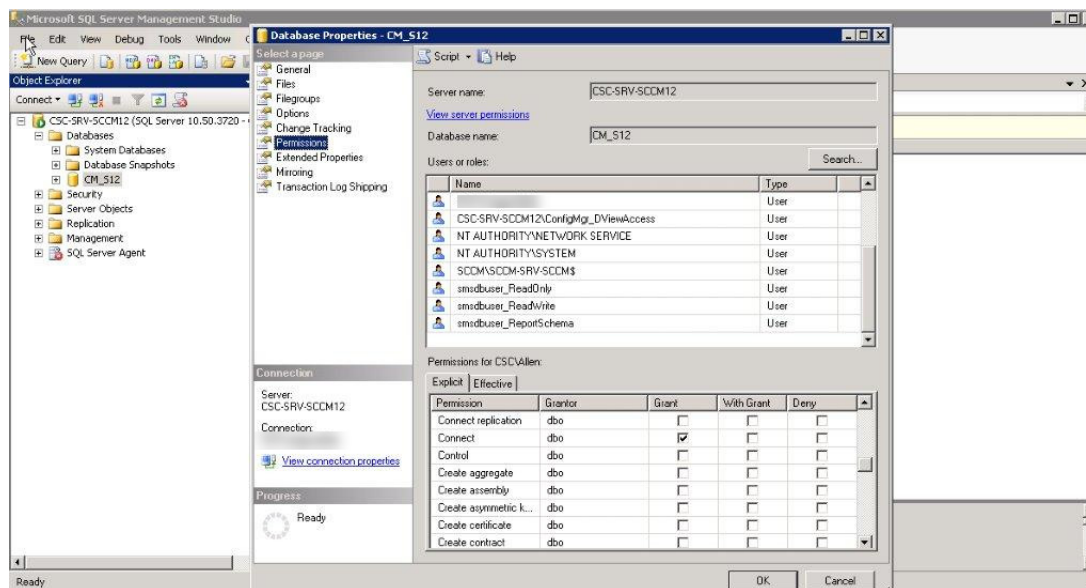 Microsoft SQL Server Management Studio
File Edit View Debug Tools Window
New Query
Object Explorer
Connect
CSC-SRV-SCCM12 (SQL Server 10.50.3720 -
Databases
System Databases
Database Snapshots
CM_S12
Security
Server Objects
Replication
Management
SQL Server Agent
Ready
Database Properties - CM_S12
Select a page
General
Files
Filegroups
Options
Change Tracking
Permissions
Extended Properties
Mirroring
Transaction Log Shipping
Connection
Server:
CSC-SRV-SCCM12
Connection:
View connection properties
Progress
Ready
Script Help
Server name: CSC-SRV-SCCM12
View server permissions
Database name: CM_S12
Users or roles: Search...
Name Type
User
CSC-SRV-SCCM12\ConfigMgr_DViewAccess User
NT AUTHORITY\NETWORK SERVICE User
NT AUTHORITY\SYSTEM User
SCCM\SCCM-SRV-SCCM$ User
smsdbuser_ReadOnly User
smsdbuser_ReadWrite User
smsdbuser_ReportSchema User
Permissions for CSC\Allen:
Explicit Effective
Permission Grantor Grant With Grant Deny
Connect replication dbo
Connect dbo
Control dbo
Create aggregate dbo
Create assembly dbo
Create asymmetric k... dbo
Create certificate dbo
Create contract dbo
OK Cancel